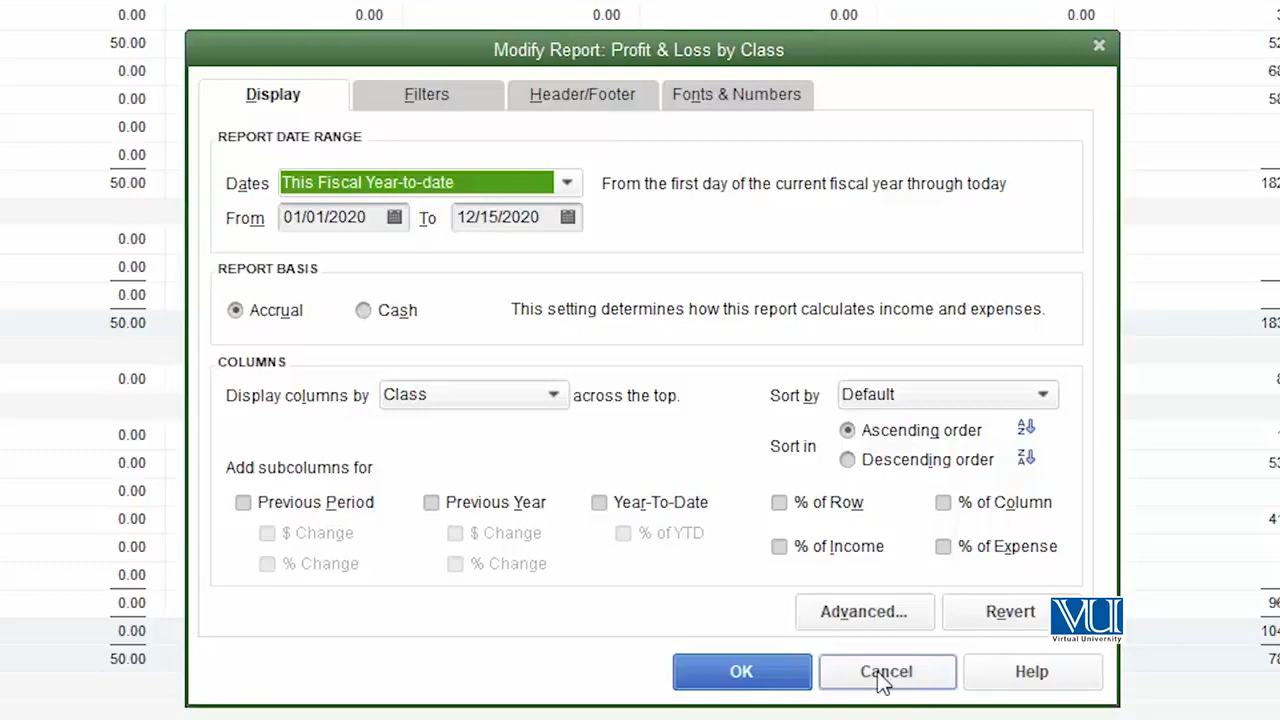 0.00 0.00 0.00 0.00 0.00
Modify Report: Profit & Loss by Class
50.00
0.00
0.00
0.00
0.00
50.00
0.00
0.00
0.00
50.00
0.00
0.00
0.00
0.00
0.00
0.00
0.00
0.00
0.00
50.00
Display Filters Header/Footer Fonts & Numbers
REPORT DATE RANGE
Dates This Fiscal Year-to-date From the first day of the current fiscal year through today
From 01/01/2020 To 12/15/2020
REPORT BASIS
Accrual Cash This setting determines how this report calculates income and expenses.
COLUMNS
Display columns by Class across the top. Sort by Default
Sort in Ascending order
Descending order
Add subcolumns for
Previous Period Previous Year Year-To-Date % of Row % of Column
$ Change $ Change % of YTD
% of Income % of Expense
% Change % Change
Advanced... Revert
VU
Virtual University
OK Cancel Help